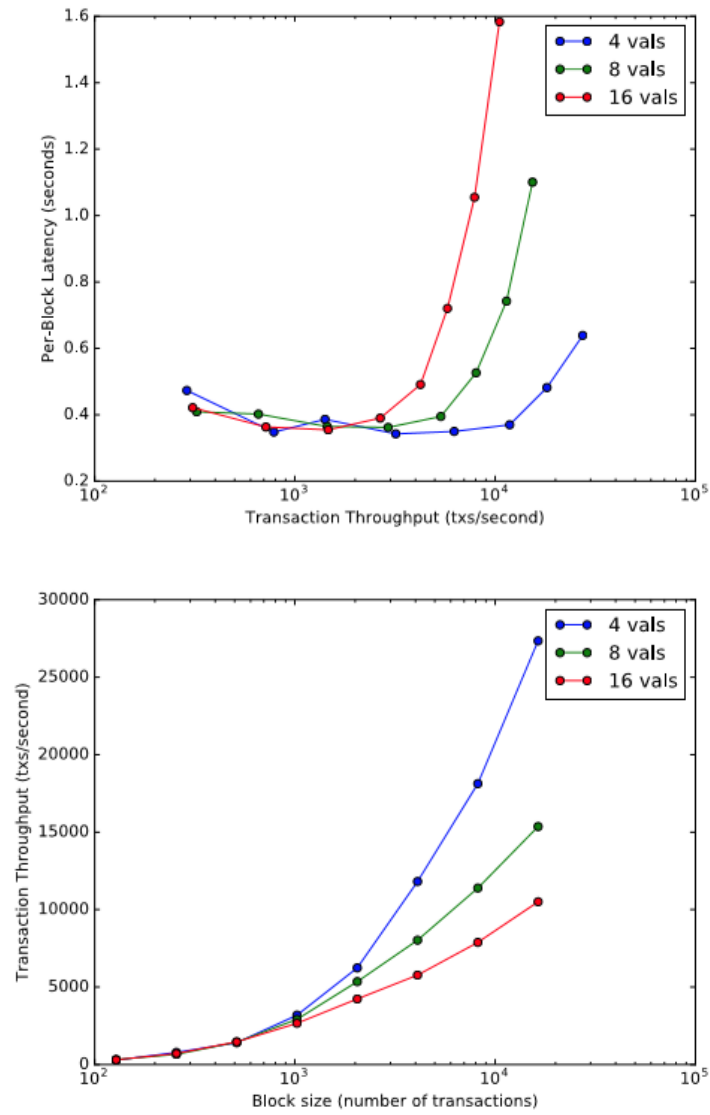 1.6
1.4
1.2
1.0
0.8
0.6
0.4
0.2
Per-Block Latency (seconds)
4 vals
8 vals
16 vals
10^2
10^3
10^4
10^5
Transaction Throughput (txs/second)
30000
25000
20000
15000
10000
5000
0
Transaction Throughput (txs/second)
4 vals
8 vals
16 vals
10^2
10^3
10^4
10^5
Block size (number of transactions)